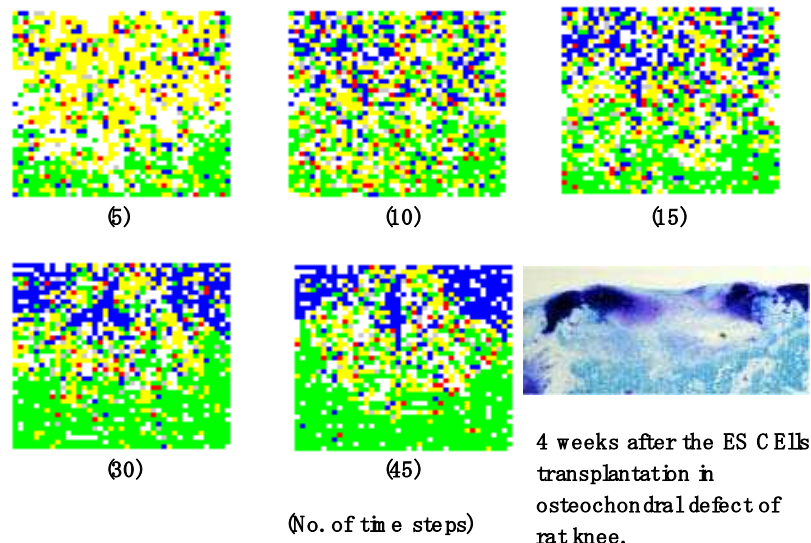 (5)
(10)
(15)
(30)
(45)
(No. of time steps)
4 weeks after the ES CElls
transplantation in
osteochondral defect of
rat knee.